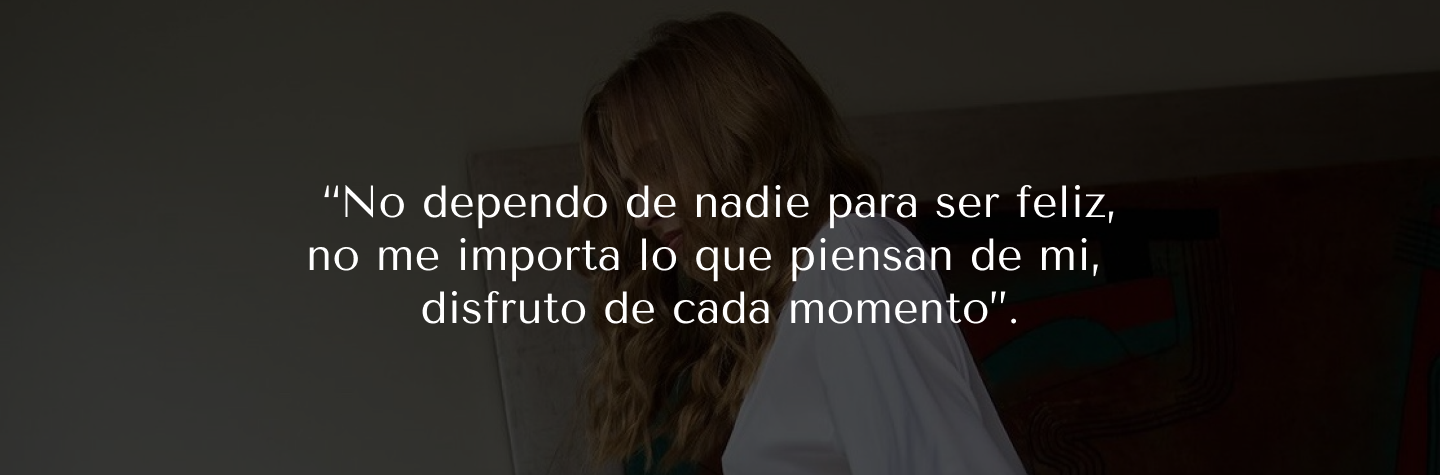 “No dependo de nadie para ser feliz,
no me importa lo que piensan de mi,
disfruto de cada momento”.